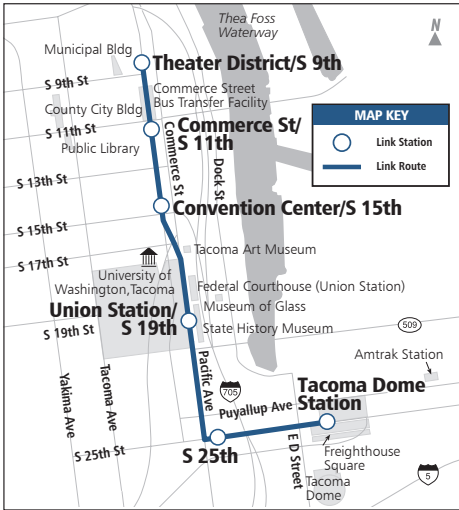 Thea Foss
Waterway
N
Municipal Bldg
Theater District/S 9th
S 9th St
Commerce Street
Bus Transfer Facility
County City Bldg
S 11th St
Commerce St/
S 11th
Public Library
MAP KEY
Link Station
Link Route
Commerce St
Dock St
S 13th St
Convention Center/S 15th
S 15th St
S 17th St
Tacoma Art Museum
University of
Washington,Tacoma
Federal Courthouse (Union Station)
Union Station/
S 19th
Museum of Glass
State History Museum
S 19th St
509
Amtrak Station
Yakima Ave
Tacoma Ave
Pacific Ave
705
Puyallup Ave
Tacoma Dome
Station
S 25th St
S 25th
E D Street
Freighthouse
Square
Tacoma
Dome
5